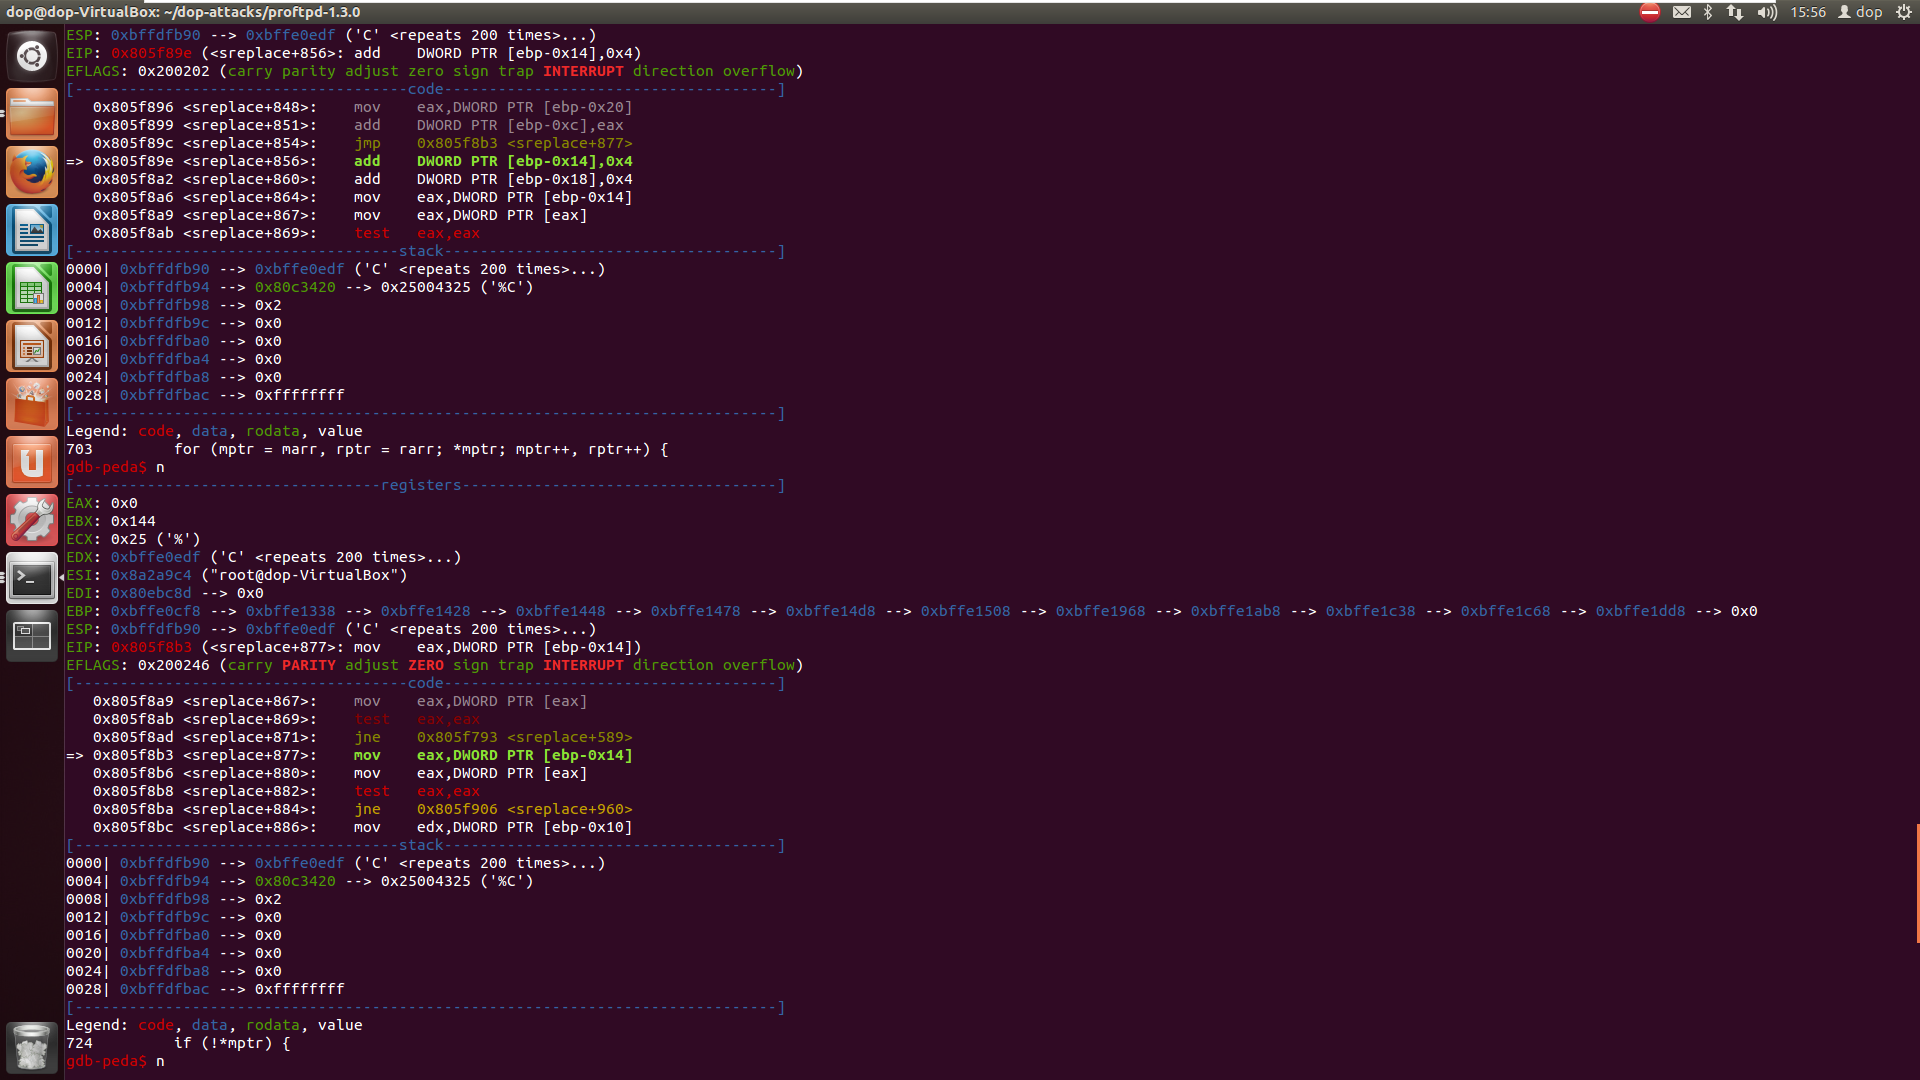 dop@dop-VirtualBox: ~/dop-attacks/proftpd-1.3.0 15:56 dop
ESP: 0xbffdfb90 --> 0xbffe0edf ('C' <repeats 200 times>...)
EIP: 0x805f89e (<sreplace+856>: add    DWORD PTR [ebp-0x14],0x4)
EFLAGS: 0x200202 (carry parity adjust zero sign trap INTERRUPT direction overflow)
[-------------------------------------code-------------------------------------]
   0x805f896 <sreplace+848>:    mov    eax,DWORD PTR [ebp-0x20]
   0x805f899 <sreplace+851>:    add    DWORD PTR [ebp-0xc],eax
   0x805f89c <sreplace+854>:    jmp    0x805f8b3 <sreplace+877>
=> 0x805f89e <sreplace+856>:    add    DWORD PTR [ebp-0x14],0x4
   0x805f8a2 <sreplace+860>:    add    DWORD PTR [ebp-0x18],0x4
   0x805f8a6 <sreplace+864>:    mov    eax,DWORD PTR [ebp-0x14]
   0x805f8a9 <sreplace+867>:    mov    eax,DWORD PTR [eax]
   0x805f8ab <sreplace+869>:    test   eax,eax
[------------------------------------stack-------------------------------------]
0000| 0xbffdfb90 --> 0xbffe0edf ('C' <repeats 200 times>...)
0004| 0xbffdfb94 --> 0x80c3420 --> 0x25004325 ('%C')
0008| 0xbffdfb98 --> 0x2
0012| 0xbffdfb9c --> 0x0
0016| 0xbffdfba0 --> 0x0
0020| 0xbffdfba4 --> 0x0
0024| 0xbffdfba8 --> 0x0
0028| 0xbffdfbac --> 0xffffffff
[------------------------------------------------------------------------------]
Legend: code, data, rodata, value
703         for (mptr = marr, rptr = rarr; *mptr; mptr++, rptr++) {
gdb-peda$ n
[----------------------------------registers-----------------------------------]
EAX: 0x0
EBX: 0x144
ECX: 0x25 ('%')
EDX: 0xbffe0edf ('C' <repeats 200 times>...)
ESI: 0x8a2a9c4 ("root@dop-VirtualBox")
EDI: 0x80ebc8d --> 0x0
EBP: 0xbffe0cf8 --> 0xbffe1338 --> 0xbffe1428 --> 0xbffe1448 --> 0xbffe1478 --> 0xbffe14d8 --> 0xbffe1508 --> 0xbffe1968 --> 0xbffe1ab8 --> 0xbffe1c38 --> 0xbffe1c68 --> 0xbffe1dd8 --> 0x0
ESP: 0xbffdfb90 --> 0xbffe0edf ('C' <repeats 200 times>...)
EIP: 0x805f8b3 (<sreplace+877>: mov    eax,DWORD PTR [ebp-0x14])
EFLAGS: 0x200246 (carry PARITY adjust ZERO sign trap INTERRUPT direction overflow)
[-------------------------------------code-------------------------------------]
   0x805f8a9 <sreplace+867>:    mov    eax,DWORD PTR [eax]
   0x805f8ab <sreplace+869>:    test   eax,eax
   0x805f8ad <sreplace+871>:    jne    0x805f793 <sreplace+589>
=> 0x805f8b3 <sreplace+877>:    mov    eax,DWORD PTR [ebp-0x14]
   0x805f8b6 <sreplace+880>:    mov    eax,DWORD PTR [eax]
   0x805f8b8 <sreplace+882>:    test   eax,eax
   0x805f8ba <sreplace+884>:    jne    0x805f906 <sreplace+960>
   0x805f8bc <sreplace+886>:    mov    edx,DWORD PTR [ebp-0x10]
[------------------------------------stack-------------------------------------]
0000| 0xbffdfb90 --> 0xbffe0edf ('C' <repeats 200 times>...)
0004| 0xbffdfb94 --> 0x80c3420 --> 0x25004325 ('%C')
0008| 0xbffdfb98 --> 0x2
0012| 0xbffdfb9c --> 0x0
0016| 0xbffdfba0 --> 0x0
0020| 0xbffdfba4 --> 0x0
0024| 0xbffdfba8 --> 0x0
0028| 0xbffdfbac --> 0xffffffff
[------------------------------------------------------------------------------]
Legend: code, data, rodata, value
724         if (!*mptr) {
gdb-peda$ n